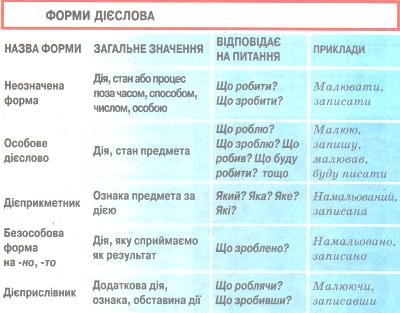 ФОРМИ ДІЄСЛОВА
НАЗВА ФОРМИ
ЗАГАЛЬНЕ ЗНАЧЕННЯ
ВІДПОВІДАЄ
НА ПИТАННЯ
ПРИКЛАДИ
Неозначена
форма
Дія, стан або процес
поза часом, способом,
числом, особою
Що робити?
Що зробити?
Малювати,
записати
Особове
дієслово
Дія, стан предмета
Що роблю?
Що зроблю? Що
робив? Що буду
робити? тощо
Малюю,
запишу,
малював,
буду писати
Дієприкметник
Ознака предмета за
дією
Який? Яка? Яке?
Які?
Намальований,
записана
Безособова
форма
на -но, -то
Дія, яку сприймаємо
як результат
Що зроблено?
Намальовано,
записано
Дієприслівник
Додаткова дія,
ознака, обставина дії
Що роблячи?
Що зробивши?
Малюючи,
записавши